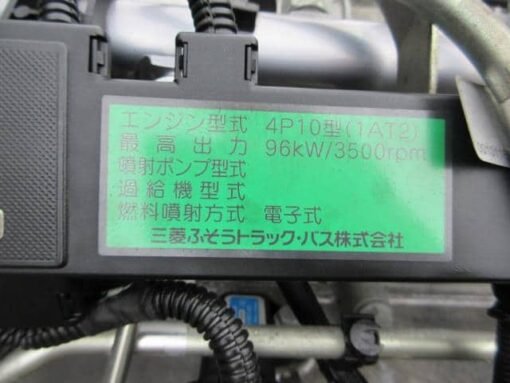 エンジン型式 4P10型(1AT2)
最高出力 96kW/3500rpm
噴射ポンプ型式
過給機型式
燃料噴射方式 電子式
三菱ふそうトラック・バス株式会社